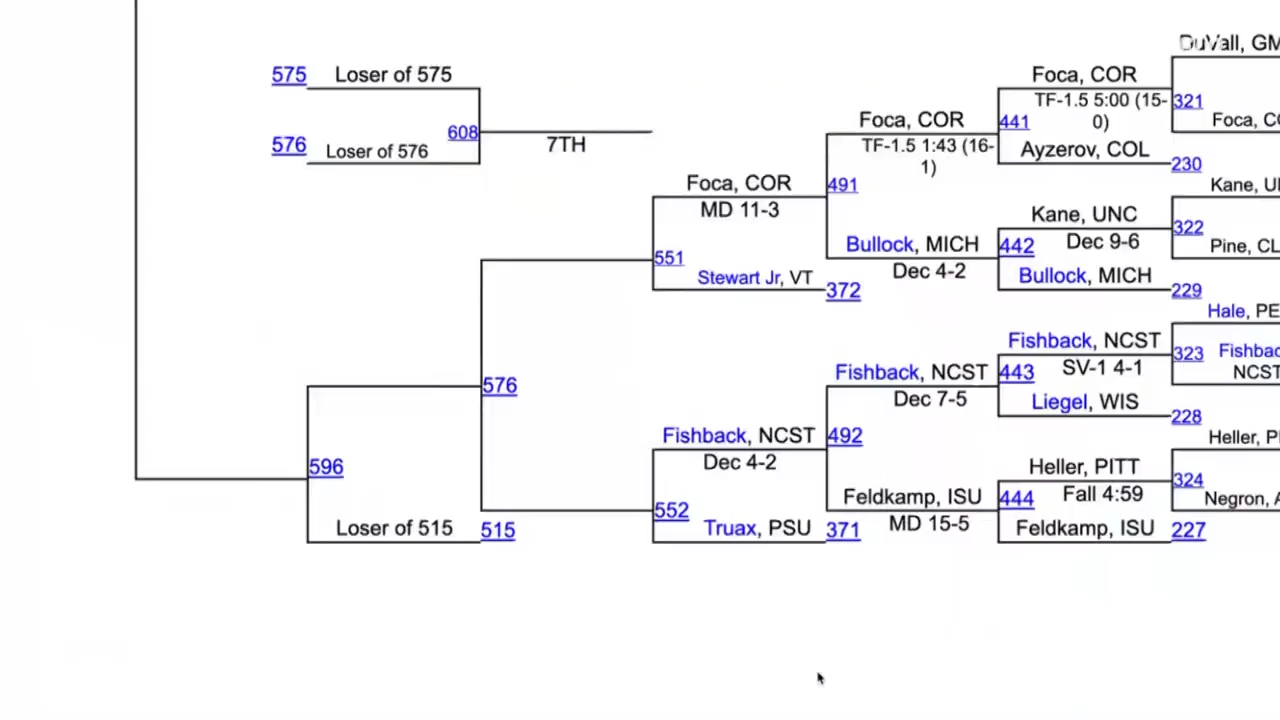 DuVall, GM
575 Loser of 575
Foca, COR
TF-1.5 5:00 (15-
0)
321
Foca, CO
Foca, COR
441
608
7TH
576 Loser of 576
TF-1.5 1:43 (16-
1)
Ayzerov, COL
230
Foca, COR
MD 11-3
491
Kane, U
Kane, UNC
322
Bullock, MICH
442
Dec 9-6
Pine, CL
551
Dec 4-2
Stewart Jr, VT
372
Bullock, MICH
229
Hale, PE
Fishback, NCST
323
Fishbac
NCST
SV-1 4-1
Fishback, NCST
443
Dec 7-5
576
Liegel, WIS
228
Fishback, NCST
492
Heller, P
Dec 4-2
596
Heller, PITT
324
Feldkamp, ISU
444
Fall 4:59
Negron, A
552
MD 15-5
Loser of 515
515
Truax, PSU
371
Feldkamp, ISU
227